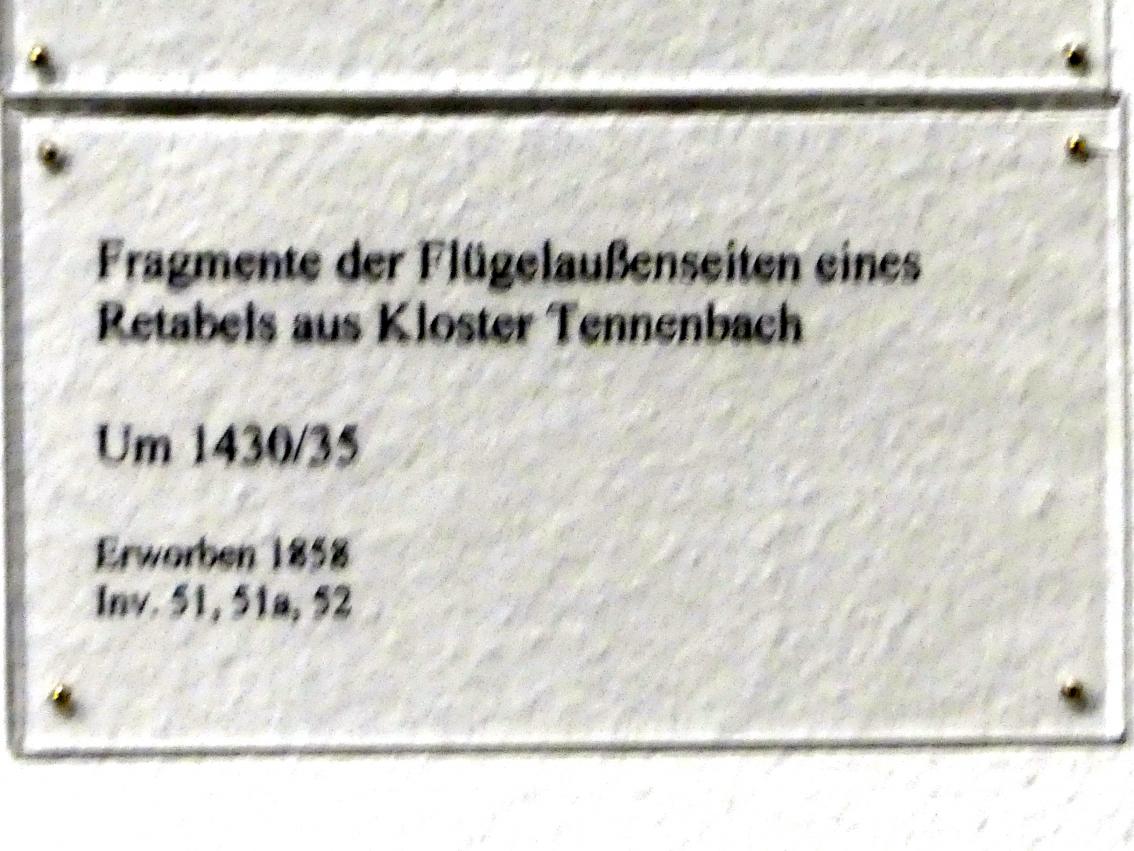 Fragmente der Flügelaußenseiten eines
Retabels aus Kloster Tennenbach
Um 1430/35
Erworben 1858
Inv. 51, 51a, 52